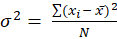 σ² = Σ(xᵢ − x̄)² / N